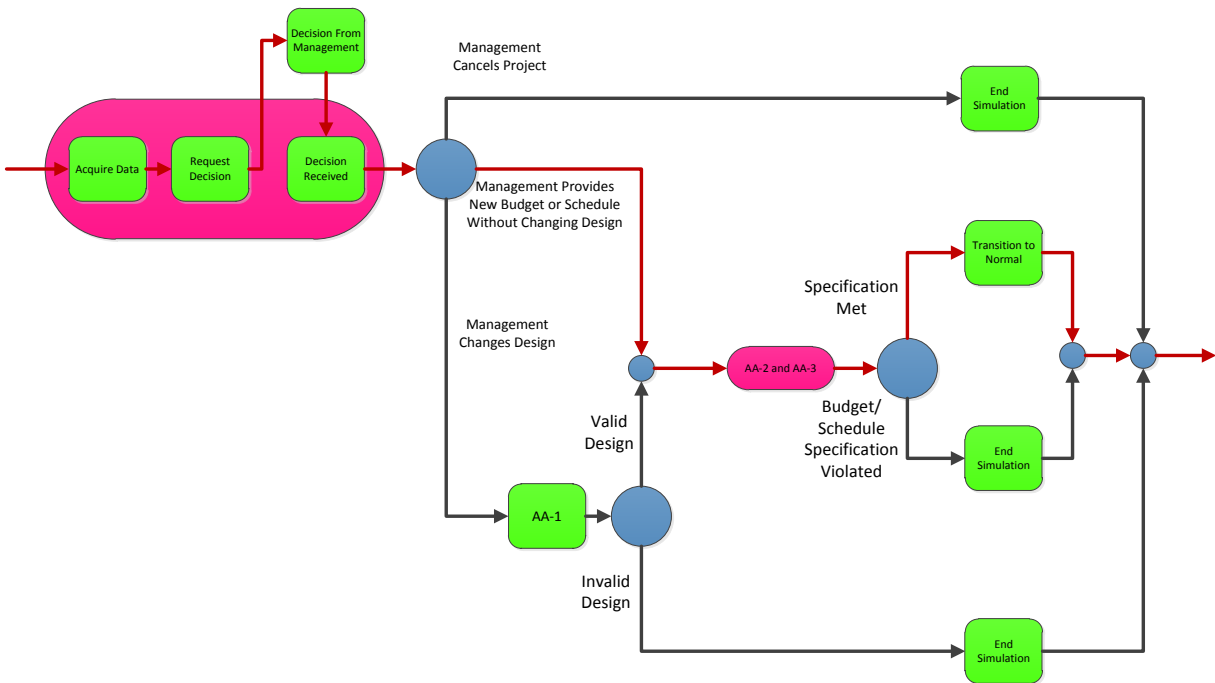 Decision From
Management
Management
Cancels Project
End
Simulation
Acquire Data
Request
Decision
Decision
Received
Management Provides
New Budget or Schedule
Without Changing Design
Transition to
Normal
Specification
Met
Management
Changes Design
AA-2 and AA-3
Budget/
Schedule
Specification
Violated
Valid
Design
End
Simulation
AA-1
Invalid
Design
End
Simulation